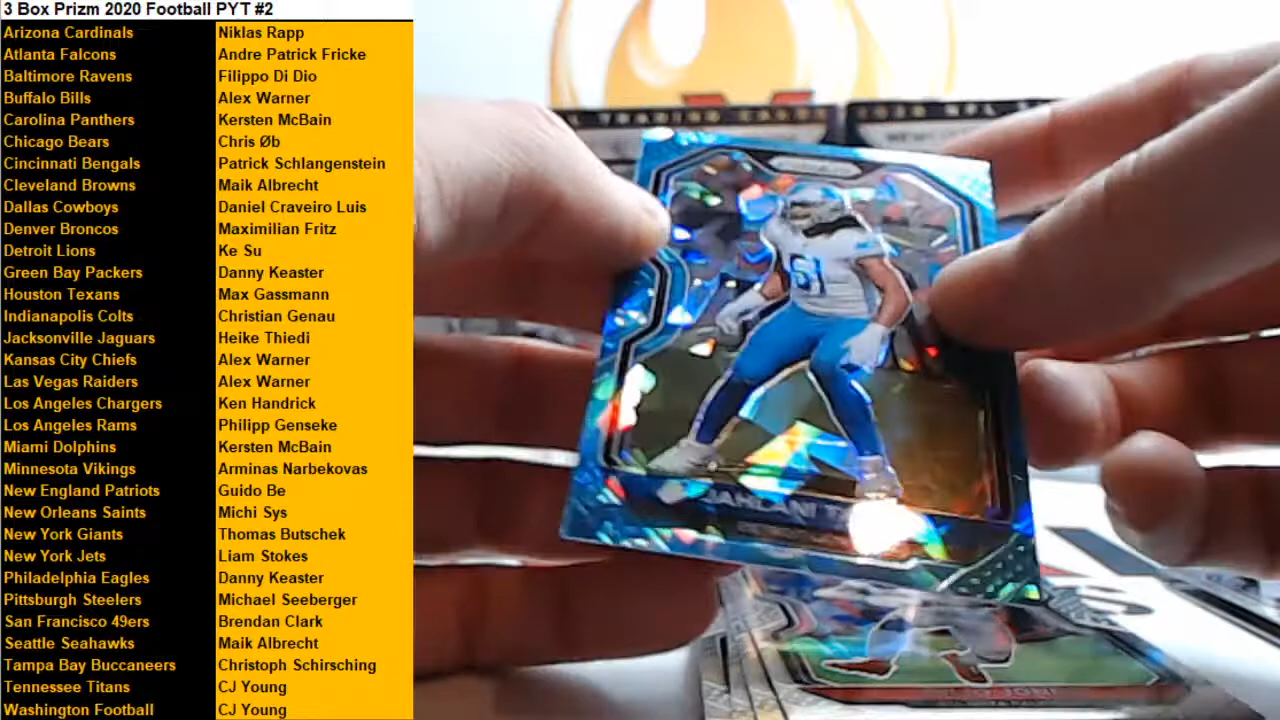 3 Box Prizm 2020 Football PYT #2
Arizona Cardinals Niklas Rapp
Atlanta Falcons Andre Patrick Fricke
Baltimore Ravens Filippo Di Dio
Buffalo Bills Alex Warner
Carolina Panthers Kersten McBain
Chicago Bears Chris Øb
Cincinnati Bengals Patrick Schlangenstein
Cleveland Browns Maik Albrecht
Dallas Cowboys Daniel Craveiro Luis
Denver Broncos Maximilian Fritz
Detroit Lions Ke Su
Green Bay Packers Danny Keaster
Houston Texans Max Gassmann
Indianapolis Colts Christian Genau
Jacksonville Jaguars Heike Thiedi
Kansas City Chiefs Alex Warner
Las Vegas Raiders Alex Warner
Los Angeles Chargers Ken Handrick
Los Angeles Rams Philipp Genseke
Miami Dolphins Kersten McBain
Minnesota Vikings Arminas Narbekovas
New England Patriots Guido Be
New Orleans Saints Michi Sys
New York Giants Thomas Butschek
New York Jets Liam Stokes
Philadelphia Eagles Danny Keaster
Pittsburgh Steelers Michael Seeberger
San Francisco 49ers Brendan Clark
Seattle Seahawks Maik Albrecht
Tampa Bay Buccaneers Christoph Schirsching
Tennessee Titans CJ Young
Washington Football CJ Young
TRADING CARDS
NFL
51
JAHLANI